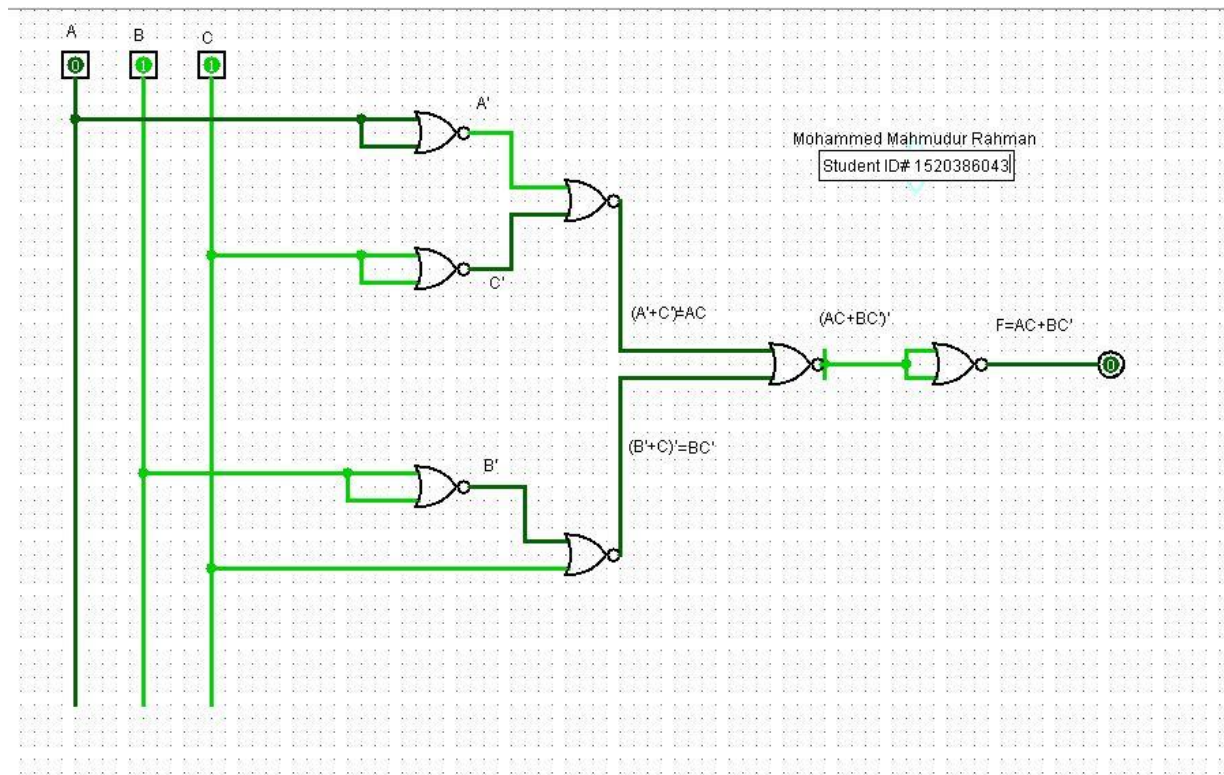 A B C
0 1 1
A'
Mohammed Mahmudur Rahman
Student ID# 1520386043
C'
(A'+C')=AC
(AC+BC')'
F=AC+BC'
0
(B'+C)'=BC'
B'